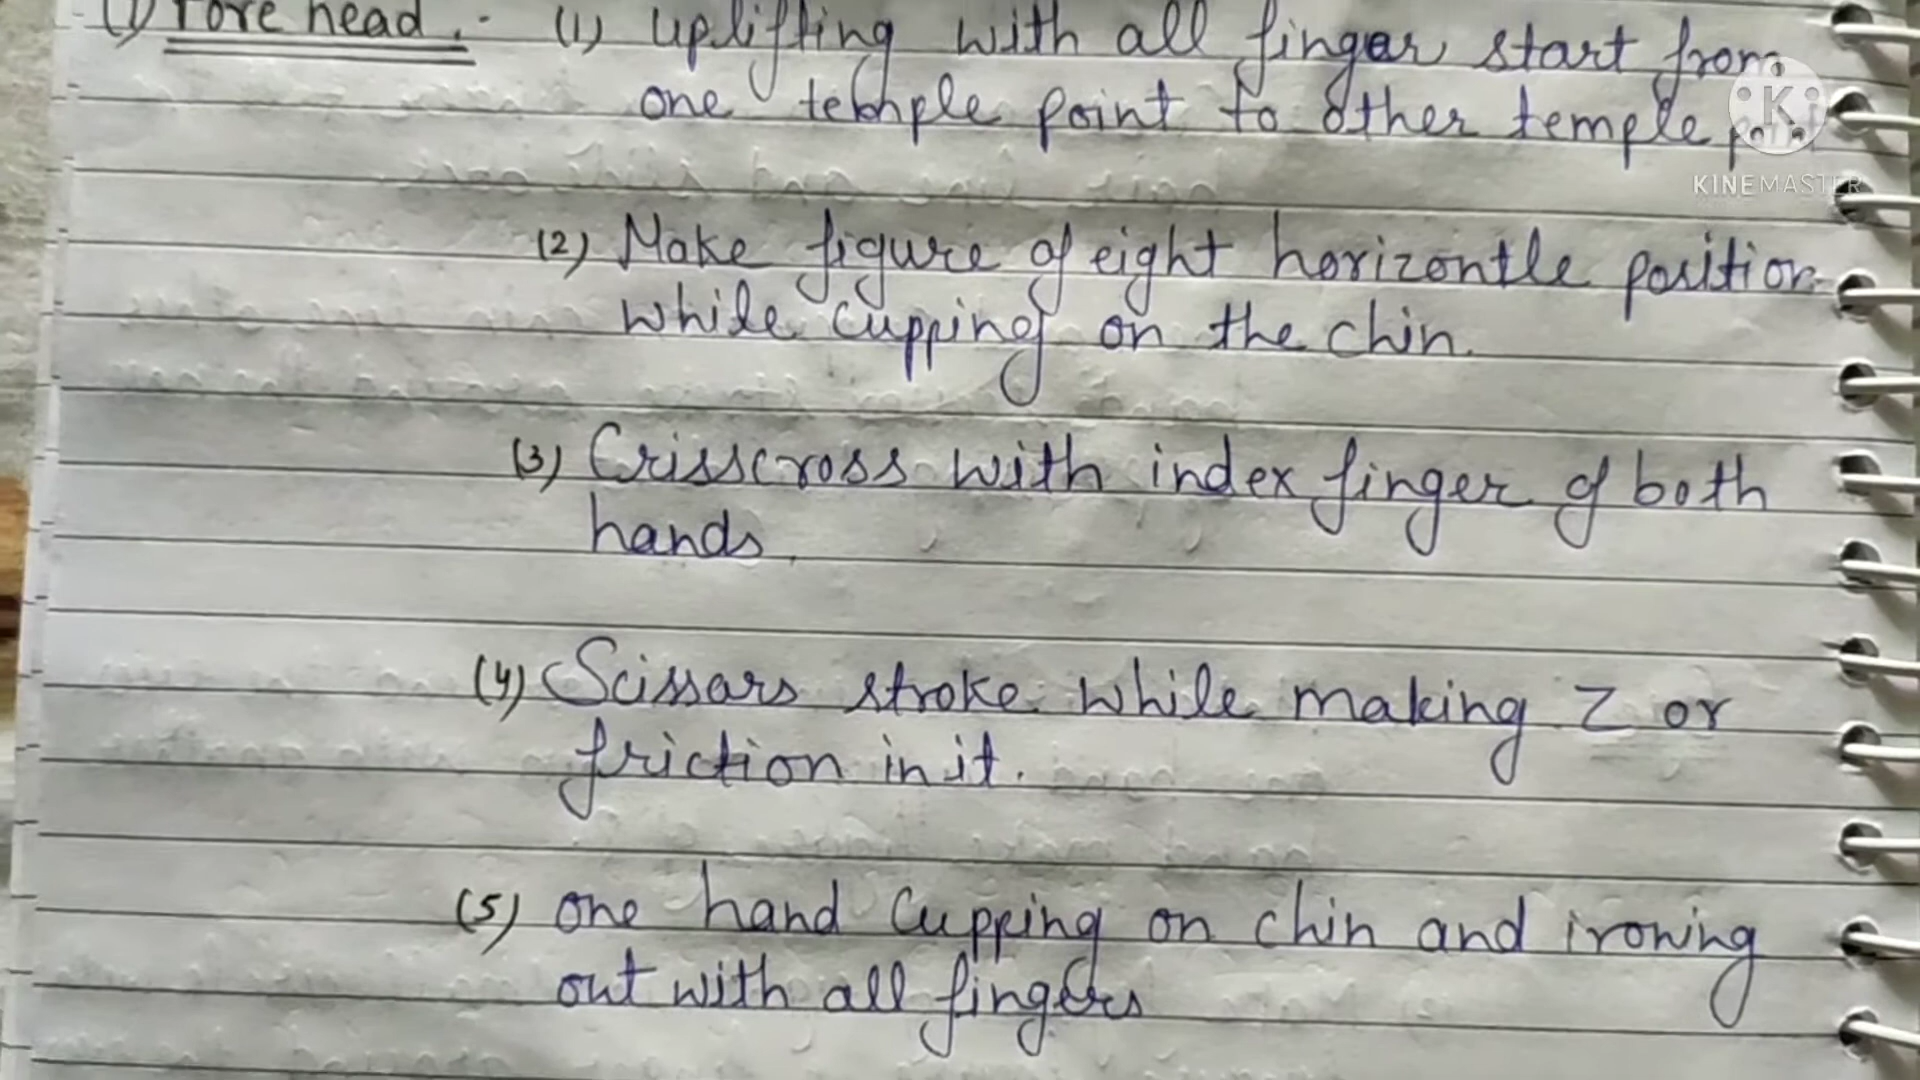 (1) Fore head :- (1) Uplifting with all finger start from
one temple point to other temple point
(2) Make figure of eight horizontle position
while cupping on the chin.
(3) Crisscross with index finger of both
hands.
(4) Scissars stroke while making Z or
friction in it.
(5) one hand cupping on chin and ironing
out with all fingers
K
KINEMASTER